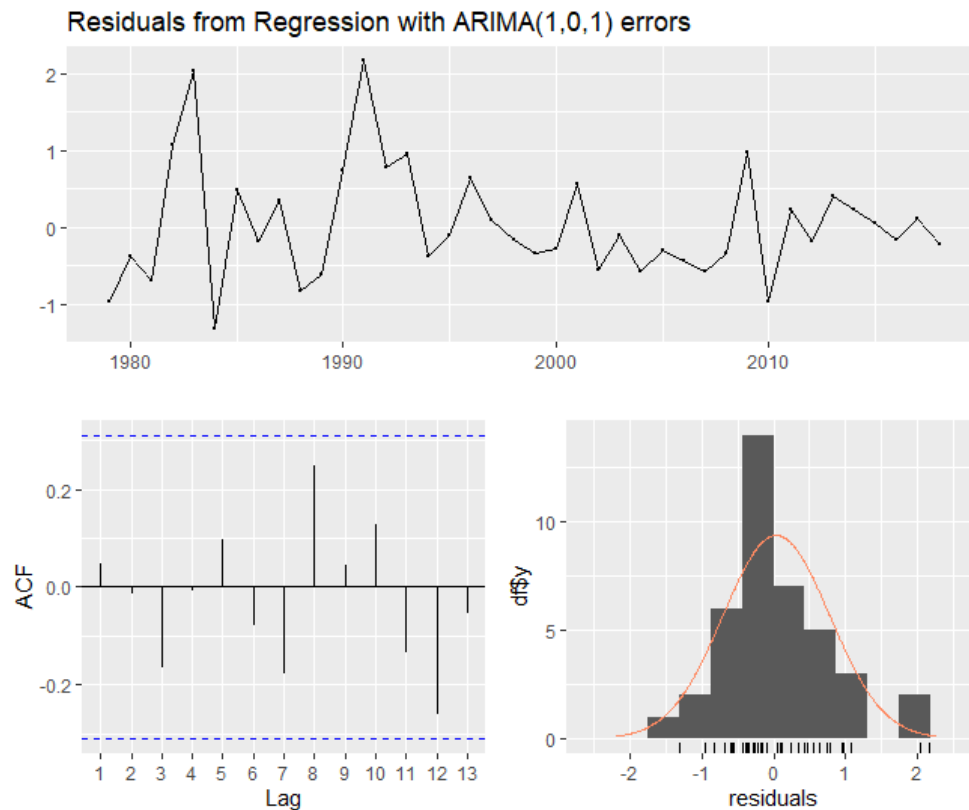 Residuals from Regression with ARIMA(1,0,1) errors
2
1
0
-1
1980 1990 2000 2010
ACF
0.2
0.0
-0.2
1 2 3 4 5 6 7 8 9 10 11 12 13
Lag
df$y
10
5
0
-2 -1 0 1 2
residuals